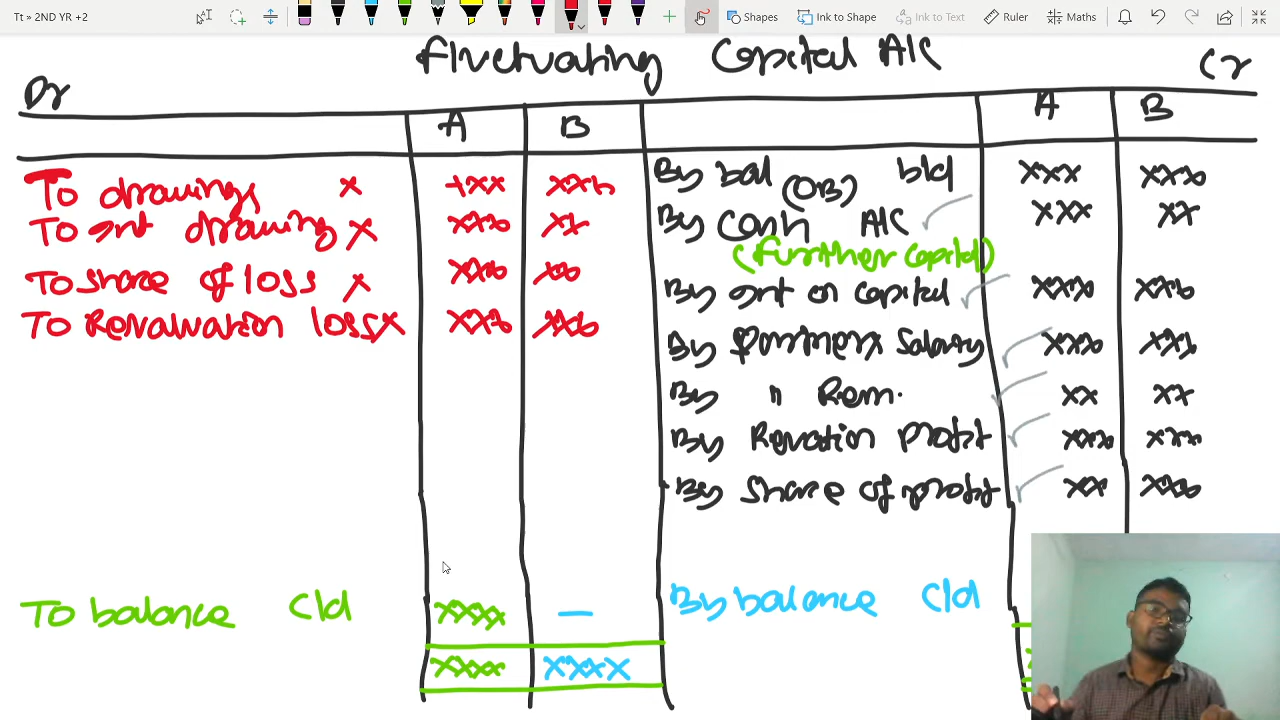 Tt » 2ND YR +2
Shapes
Ink to Shape
Ink to Text
Ruler
Maths
Fluctuating Capital A/C
Dr
Cr
A B A B
To drawings x xxx xxx
To int drawing x xxx xx
To share of loss x xxx xx
To Revaluation loss x xxx xxx
By bal (OB) b/d xxx xxx
By Cash A/C xxx xx
(further capital)
By int on capital xxx xxx
By partners salary xxx xxx
By " Rem. xx xx
By Revation profit xxx xxx
By Share of profit xx xxx
To balance C/d xxxx —
By balance C/d
xxxx xxxx